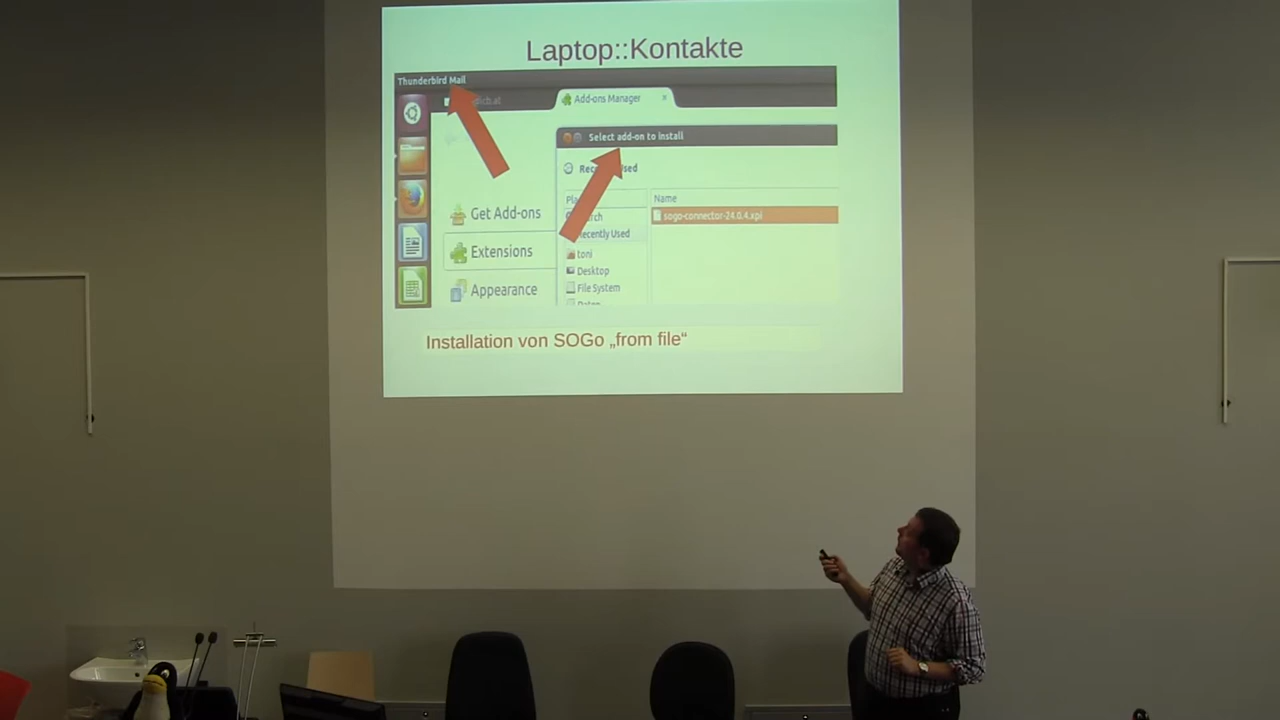 Laptop::Kontakte
Thunderbird Mail
Add-ons Manager
Select add-on to install
Name
sogo-connector-24.0.4.xpi
Get Add-ons
Recently Used
Extensions
toni
Desktop
Appearance
File System
Installation von SOGo „from file“